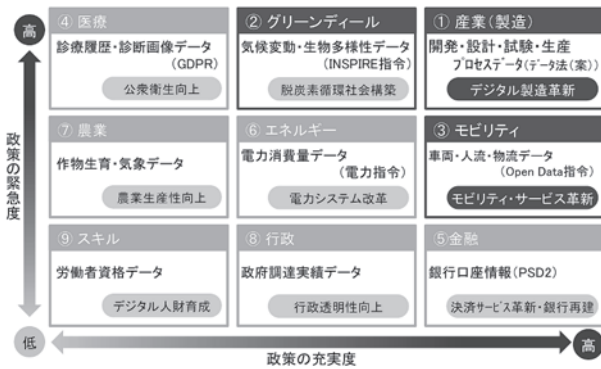 高
④ 医療
診療履歴・診断画像データ
(GDPR)
公衆衛生向上
② グリーンディール
気候変動・生物多様性データ
(INSPIRE指令)
脱炭素循環社会構築
① 産業(製造)
開発・設計・試験・生産
プロセスデータ(データ法(案))
デジタル製造革新
政策の緊急度
⑦ 農業
作物生育・気象データ
農業生産性向上
⑥ エネルギー
電力消費量データ
(電力指令)
電力システム改革
③ モビリティ
車両・人流・物流データ
(Open Data指令)
モビリティ・サービス革新
⑨ スキル
労働者資格データ
デジタル人財育成
⑧ 行政
政府調達実績データ
行政透明性向上
⑤金融
銀行口座情報(PSD2)
決済サービス革新・銀行再建
低
高
政策の充実度